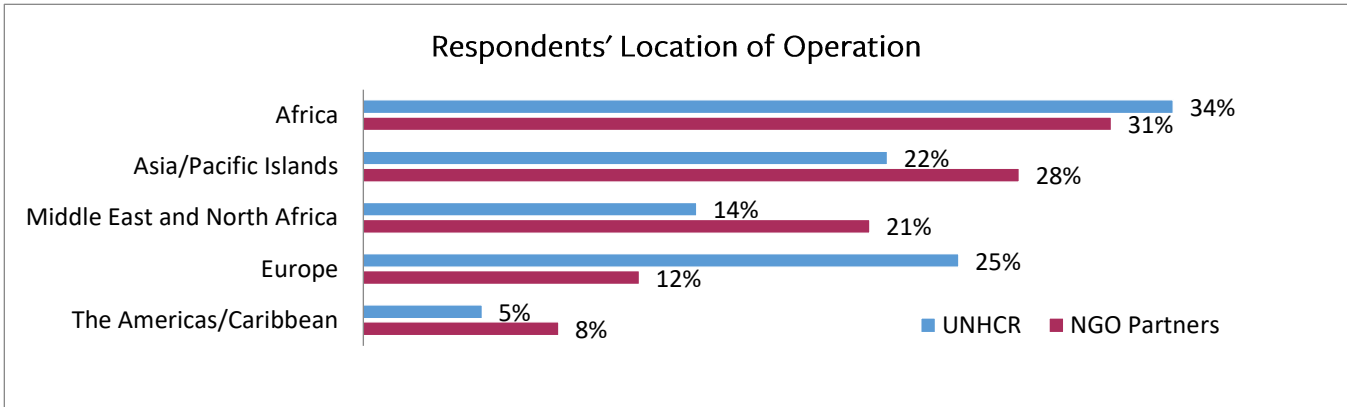 Respondents' Location of Operation
Africa
34%
31%
Asia/Pacific Islands
22%
28%
Middle East and North Africa
14%
21%
Europe
25%
12%
The Americas/Caribbean
5%
8%
UNHCR NGO Partners